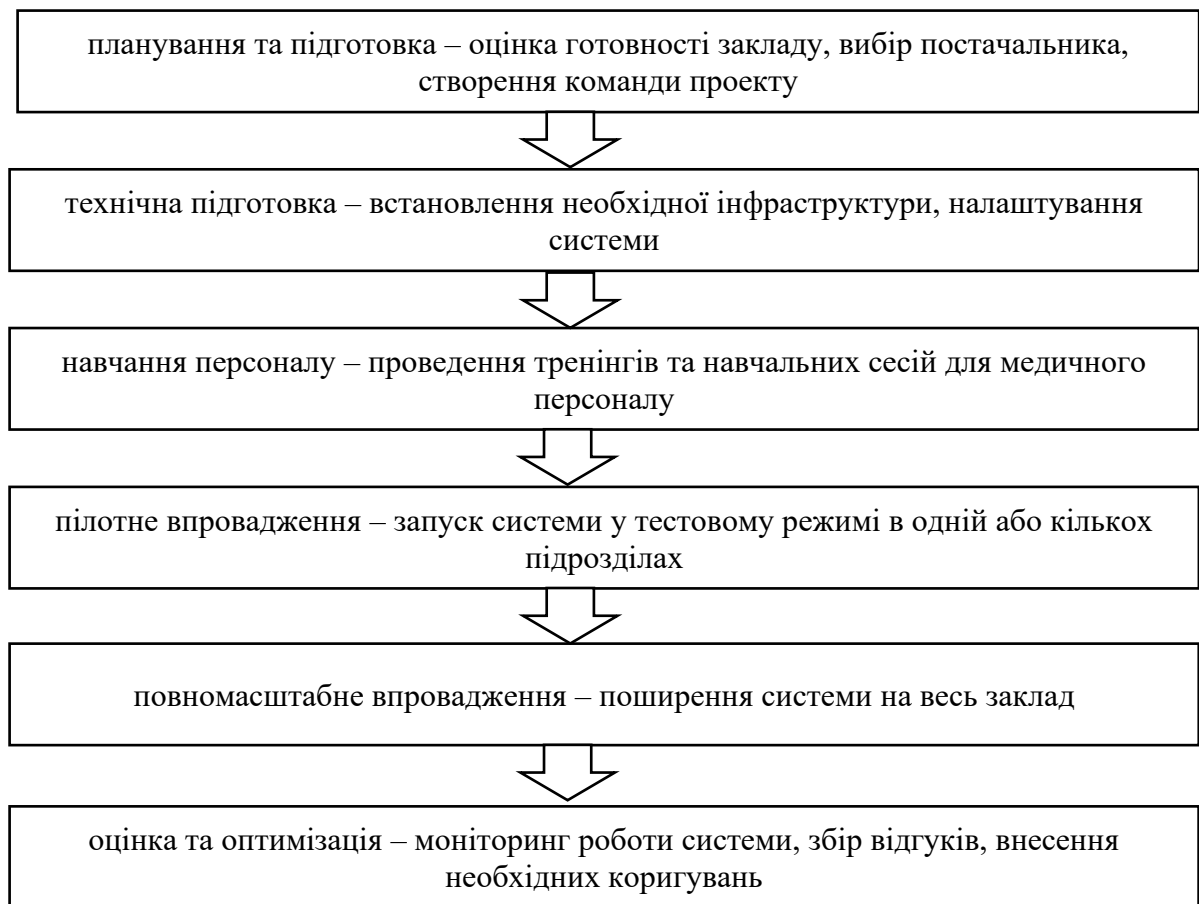 планування та підготовка – оцінка готовності закладу, вибір постачальника,
створення команди проекту
технічна підготовка – встановлення необхідної інфраструктури, налаштування
системи
навчання персоналу – проведення тренінгів та навчальних сесій для медичного
персоналу
пілотне впровадження – запуск системи у тестовому режимі в одній або кількох
підрозділах
повномасштабне впровадження – поширення системи на весь заклад
оцінка та оптимізація – моніторинг роботи системи, збір відгуків, внесення
необхідних коригувань